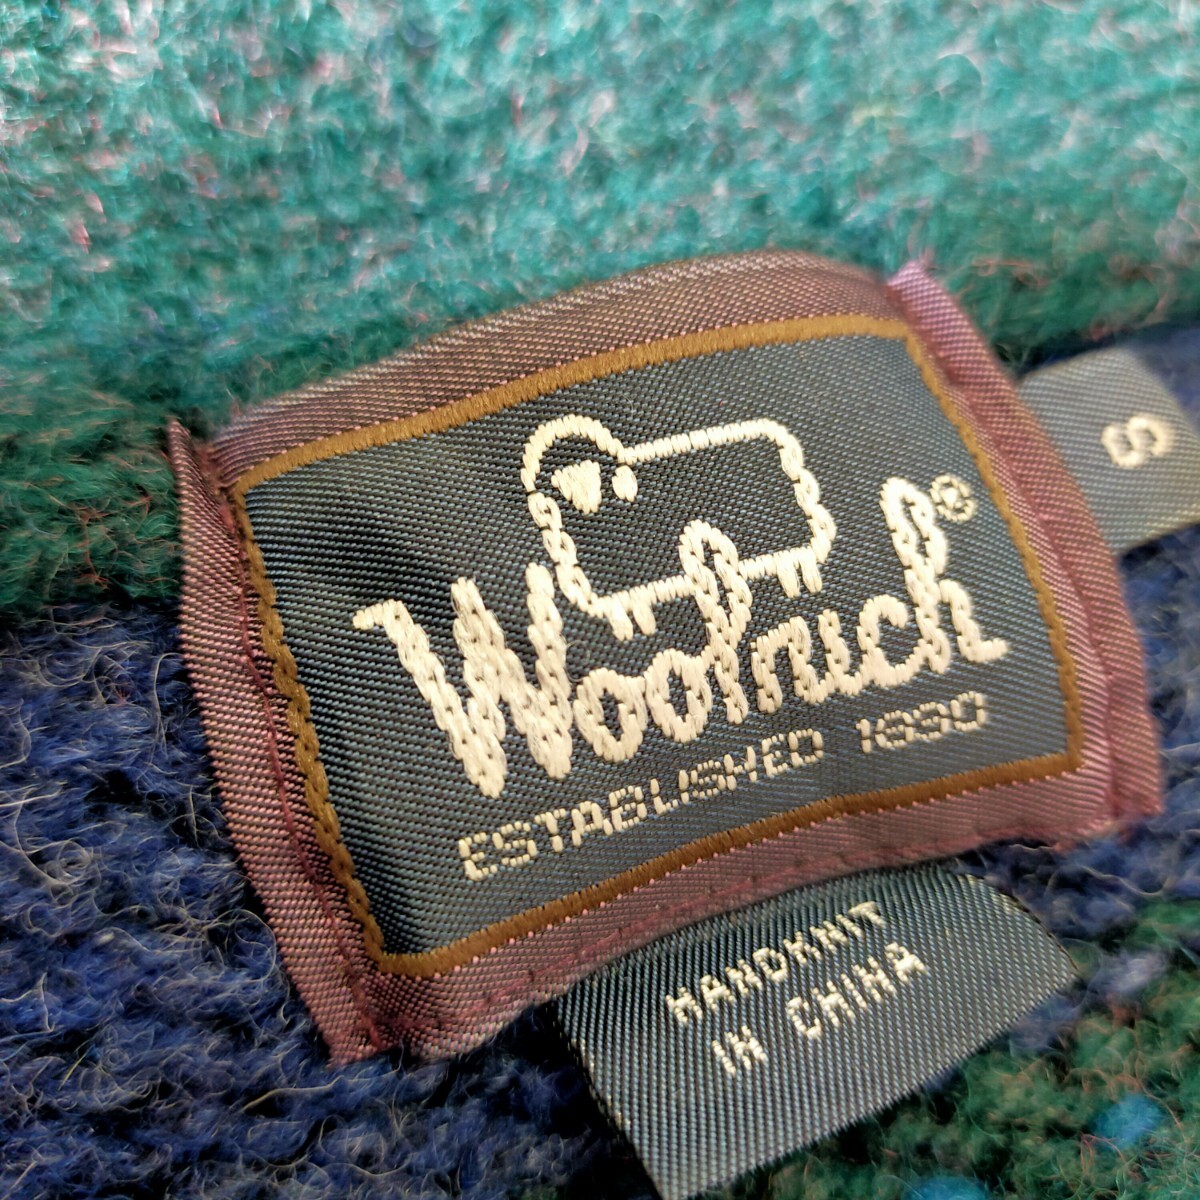 Woolrich®
ESTABLISHED 1830
S
HANDKNIT
IN CHINA